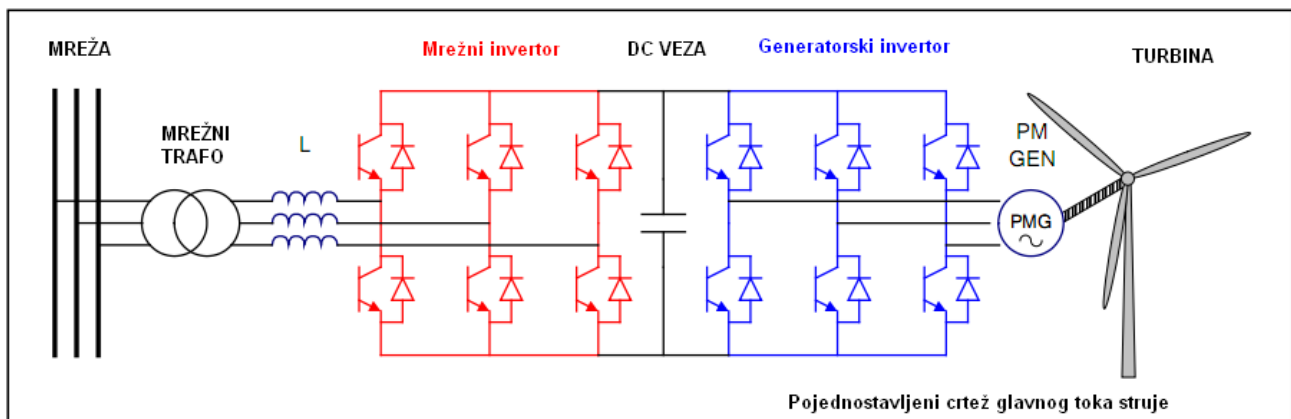 MREŽA
Mrežni invertor
DC VEZA
Generatorski invertor
TURBINA
MREŽNI
TRAFO
L
PM
GEN
PMG
Pojednostavljeni crtež glavnog toka struje